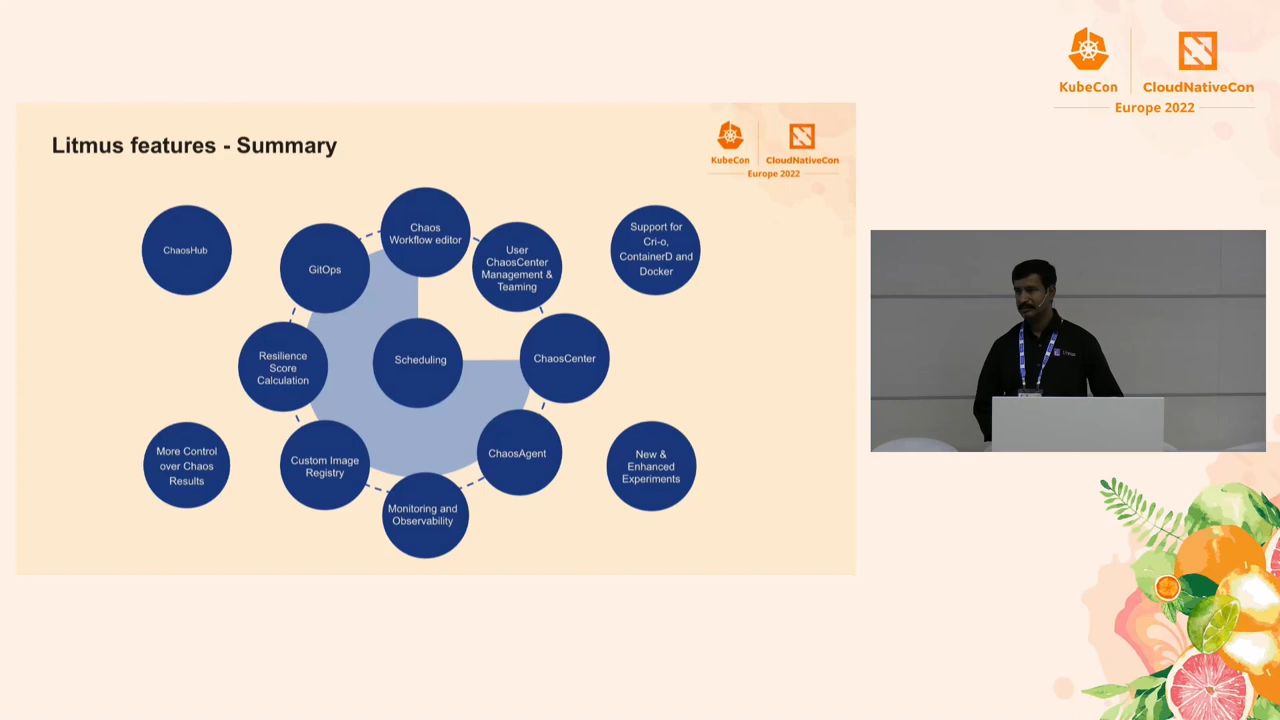 KubeCon
CloudNativeCon
Europe 2022
Litmus features - Summary
KubeCon
CloudNativeCon
Europe 2022
ChaosHub
GitOps
Chaos
Workflow editor
User
ChaosCenter
Management &
Teaming
Support for
Cri-o,
ContainerD and
Docker
Resilience
Score
Calculation
Scheduling
ChaosCenter
More Control
over Chaos
Results
Custom Image
Registry
Monitoring and
Observability
ChaosAgent
New &
Enhanced
Experiments